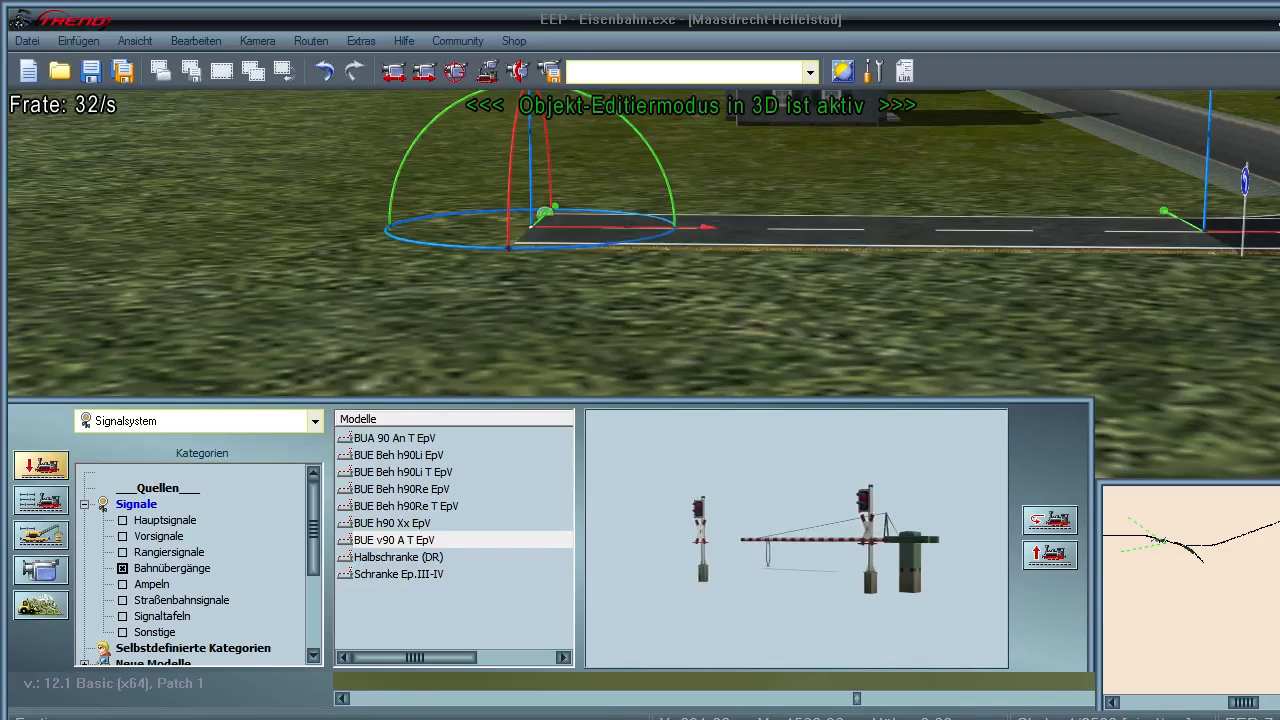 TREND
EEP - Eisenbahn.exe - [Maasdrecht-Hellelstad]
Datei Einfügen Ansicht Bearbeiten Kamera Routen Extras Hilfe Community Shop
LUA
Frate: 32/s
<<< Objekt-Editiermodus in 3D ist aktiv >>>
Signalsystem
Kategorien
___Quellen___
Signale
Hauptsignale
Vorsignale
Rangiersignale
Bahnübergänge
Ampeln
Straßenbahnsignale
Signaltafeln
Sonstige
Selbstdefinierte Kategorien
Neue Modelle
Modelle
BUA 90 An T EpV
BUE Beh h90Li EpV
BUE Beh h90Li T EpV
BUE Beh h90Re EpV
BUE Beh h90Re T EpV
BUE h90 Xx EpV
BUE v90 A T EpV
Halbschranke (DR)
Schranke Ep.III-IV
v.: 12.1 Basic [x64], Patch 1